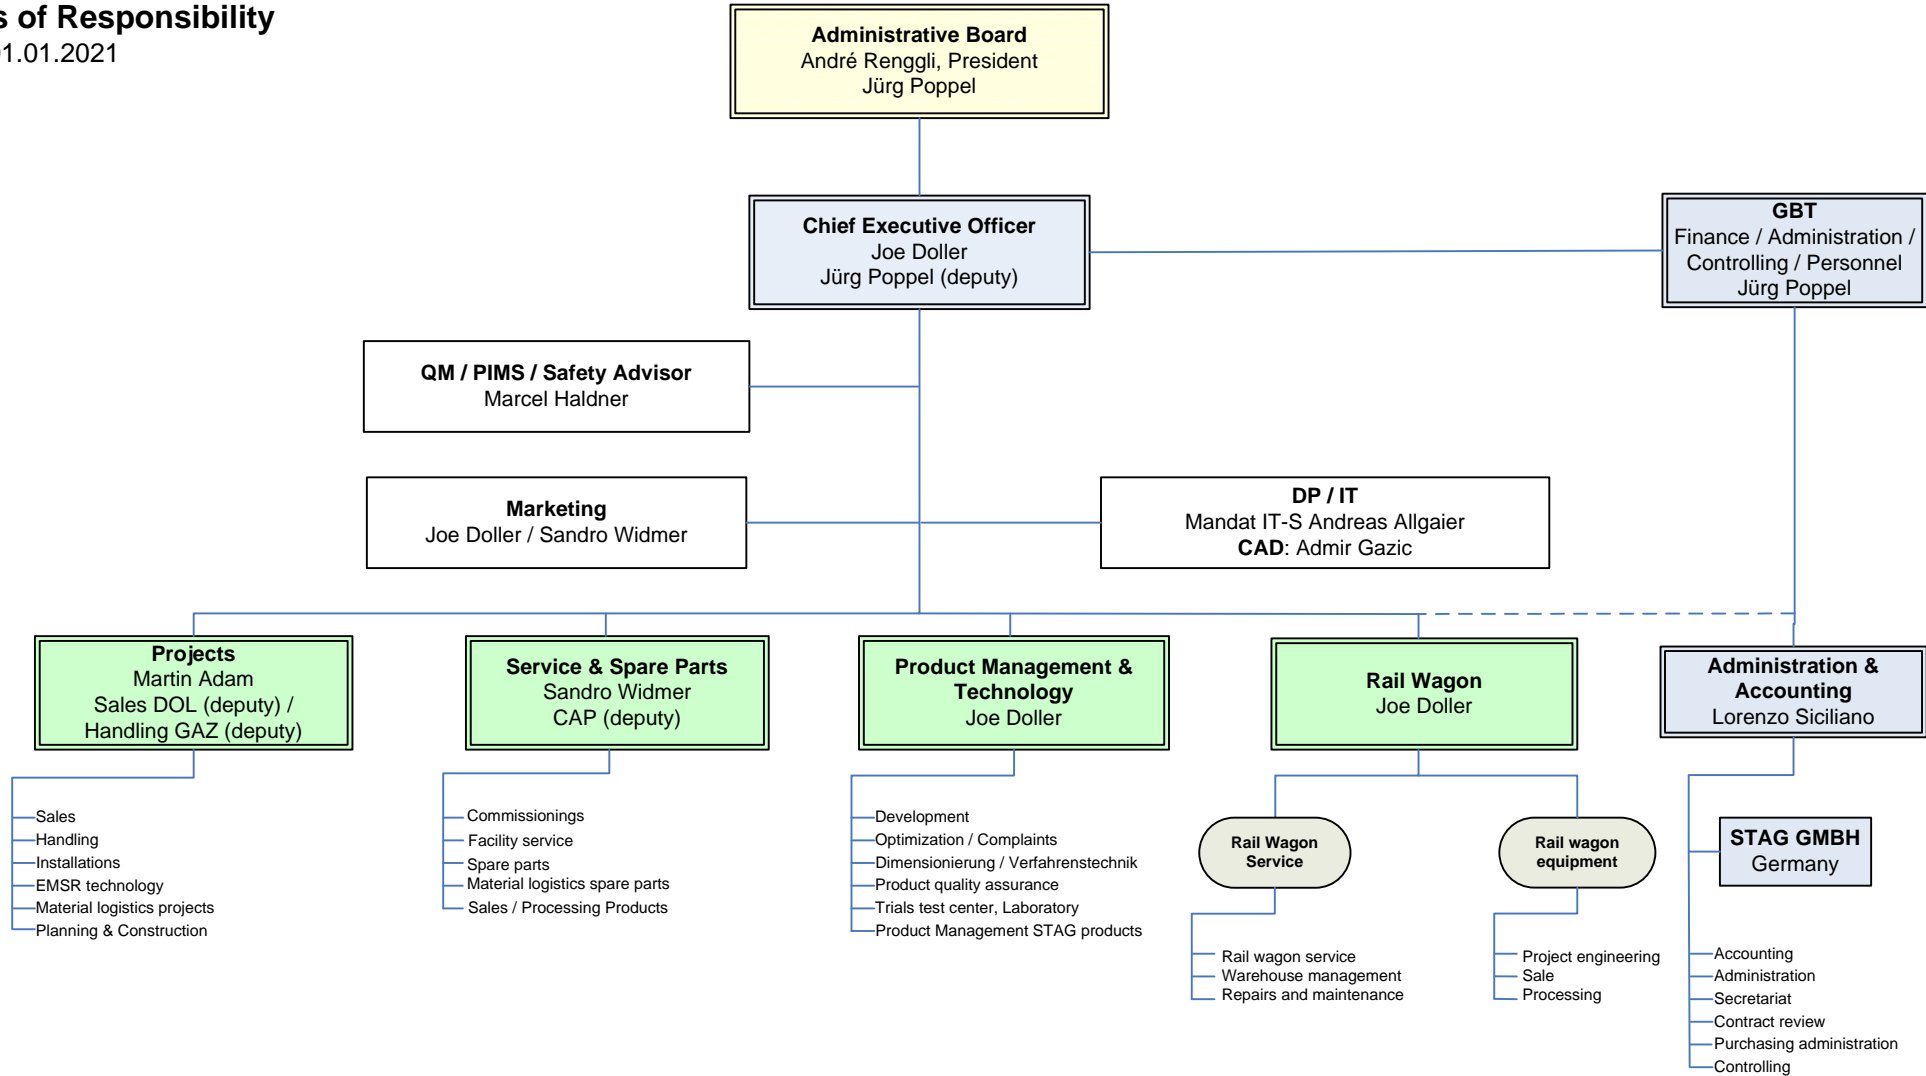 s of Responsibility
01.01.2021
Administrative Board
André Renggli, President
Jürg Poppel
Chief Executive Officer
Joe Doller
Jürg Poppel (deputy)
GBT
Finance / Administration /
Controlling / Personnel
Jürg Poppel
QM / PIMS / Safety Advisor
Marcel Haldner
Marketing
Joe Doller / Sandro Widmer
DP / IT
Mandat IT-S Andreas Allgaier
CAD: Admir Gazic
Projects
Martin Adam
Sales DOL (deputy) /
Handling GAZ (deputy)
Service & Spare Parts
Sandro Widmer
CAP (deputy)
Product Management &
Technology
Joe Doller
Rail Wagon
Joe Doller
Administration &
Accounting
Lorenzo Siciliano
Sales
Handling
Installations
EMSR technology
Material logistics projects
Planning & Construction
Commissionings
Facility service
Spare parts
Material logistics spare parts
Sales / Processing Products
Development
Optimization / Complaints
Dimensionierung / Verfahrenstechnik
Product quality assurance
Trials test center, Laboratory
Product Management STAG products
Rail Wagon
Service
Rail wagon service
Warehouse management
Repairs and maintenance
Rail wagon
equipment
Project engineering
Sale
Processing
STAG GMBH
Germany
Accounting
Administration
Secretariat
Contract review
Purchasing administration
Controlling